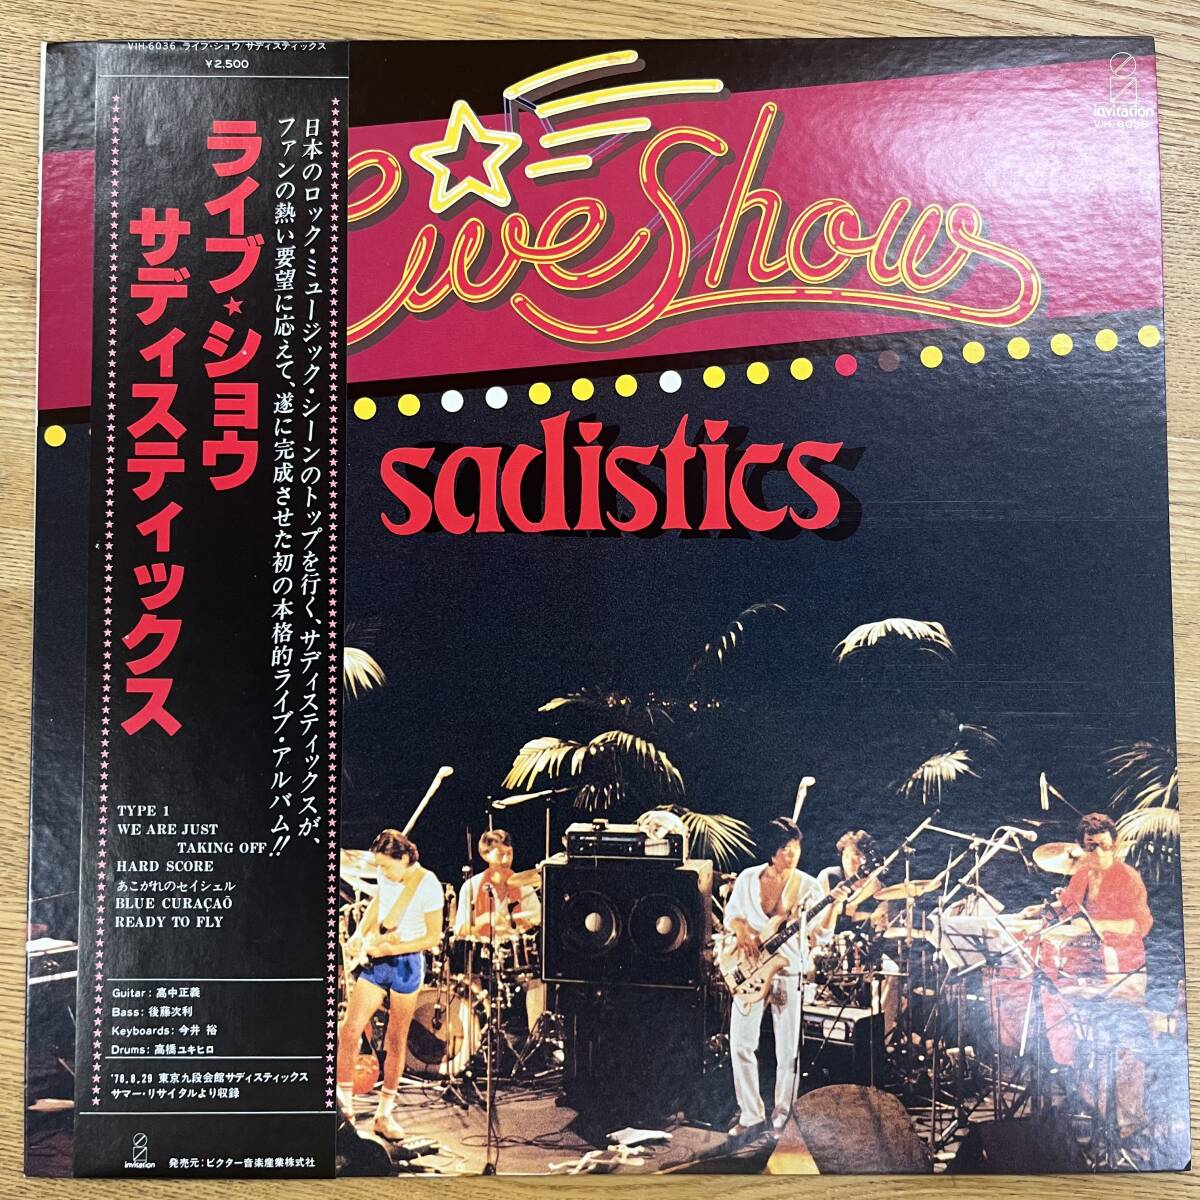 VIH-6036 ライブ・ショウ/サディスティックス
￥2,500
ライブ★ショウ
サディスティックス
日本のロック・ミュージック・シーンのトップを行く、サディスティックスが、
ファンの熱い要望に応えて、遂に完成させた初の本格的ライブ・アルバム!!
TYPE 1
WE ARE JUST
TAKING OFF
HARD SCORE
あこがれのセイシェル
BLUE CURAÇAÕ
READY TO FLY
Guitar：高中正義
Bass：後藤次利
Keyboards：今井 裕
Drums：高橋ユキヒロ
'78.8.29 東京九段会館サディスティックス
サマー・リサイタルより収録
invitation
発売元：ビクター音楽産業株式会社
Live Show
sadistics
invitation
VIH-6036